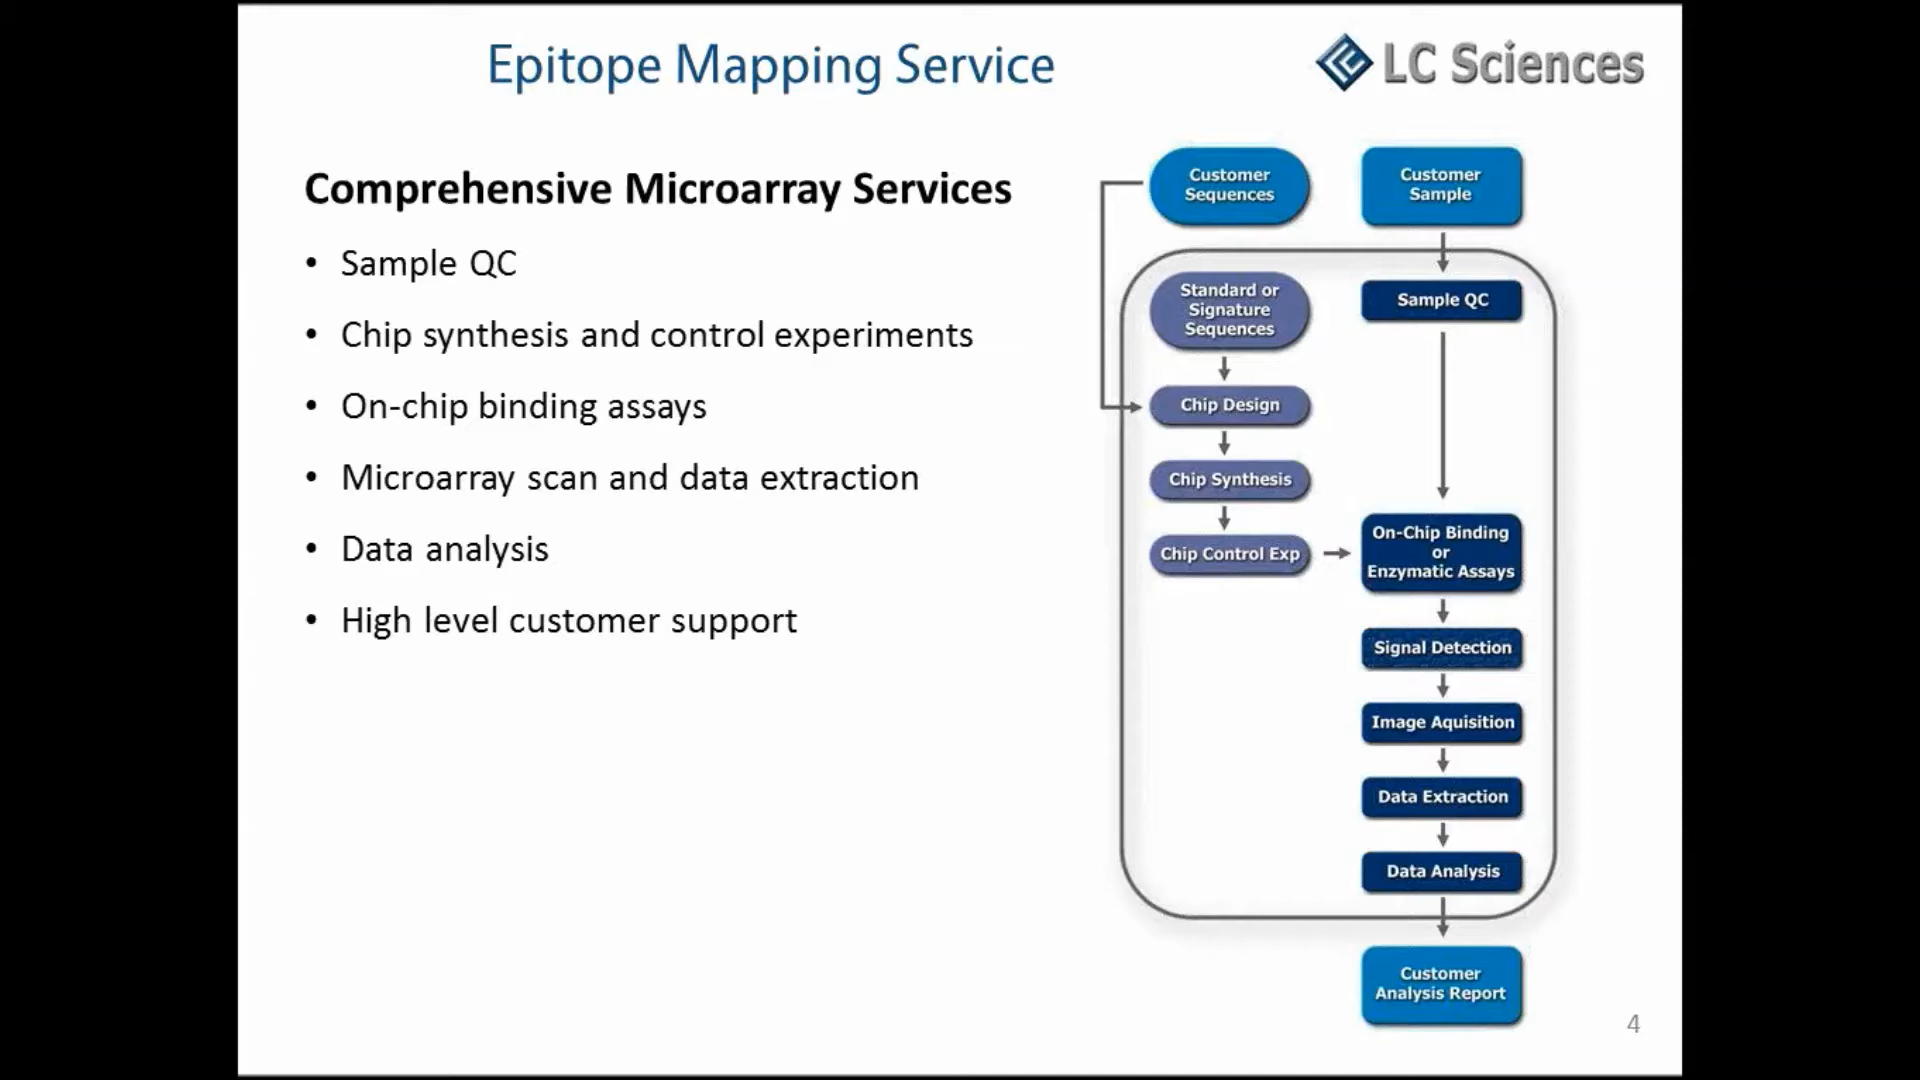 Epitope Mapping Service
LC Sciences
Comprehensive Microarray Services
• Sample QC
• Chip synthesis and control experiments
• On-chip binding assays
• Microarray scan and data extraction
• Data analysis
• High level customer support
Customer
Sequences
Customer
Sample
Standard or
Signature
Sequences
Sample QC
Chip Design
Chip Synthesis
Chip Control Exp
On-Chip Binding
or
Enzymatic Assays
Signal Detection
Image Aquisition
Data Extraction
Data Analysis
Customer
Analysis Report
4